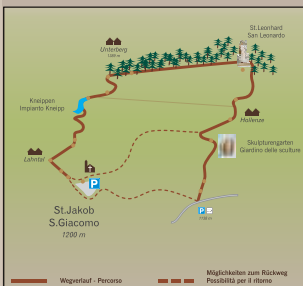 St.Leonhard
San Leonardo
Unterberg
Kneippen
Impianto Kneipp
Hollenze
Skulpturengarten
Giardino delle sculture
Lahntal
P
St.Jakob
S.Giacomo
1200 m
P
Wegverlauf - Percorso
Möglichkeiten zum Rückweg
Possibilità per il ritorno